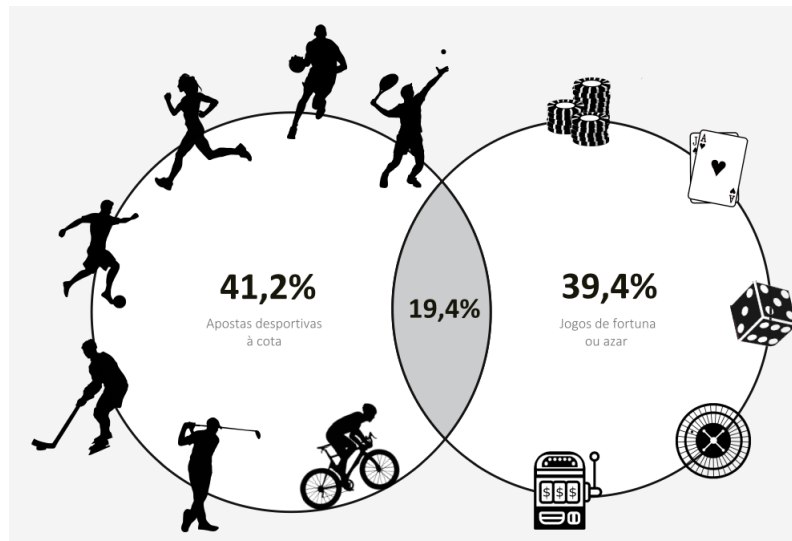 41,2%
Apostas desportivas
à cota
19,4%
39,4%
Jogos de fortuna
ou azar
J
A
A
$ $ $